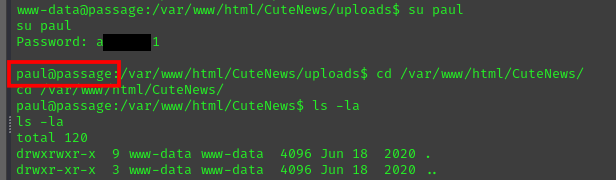 www-data@passage:/var/www/html/CuteNews/uploads$ su paul
su paul
Password: a 1
paul@passage:/var/www/html/CuteNews/uploads$ cd /var/www/html/CuteNews/
cd /var/www/html/CuteNews/
paul@passage:/var/www/html/CuteNews$ ls -la
ls -la
total 120
drwxrwxr-x  9 www-data www-data  4096 Jun 18  2020 .
drwxr-xr-x  3 www-data www-data  4096 Jun 18  2020 ..